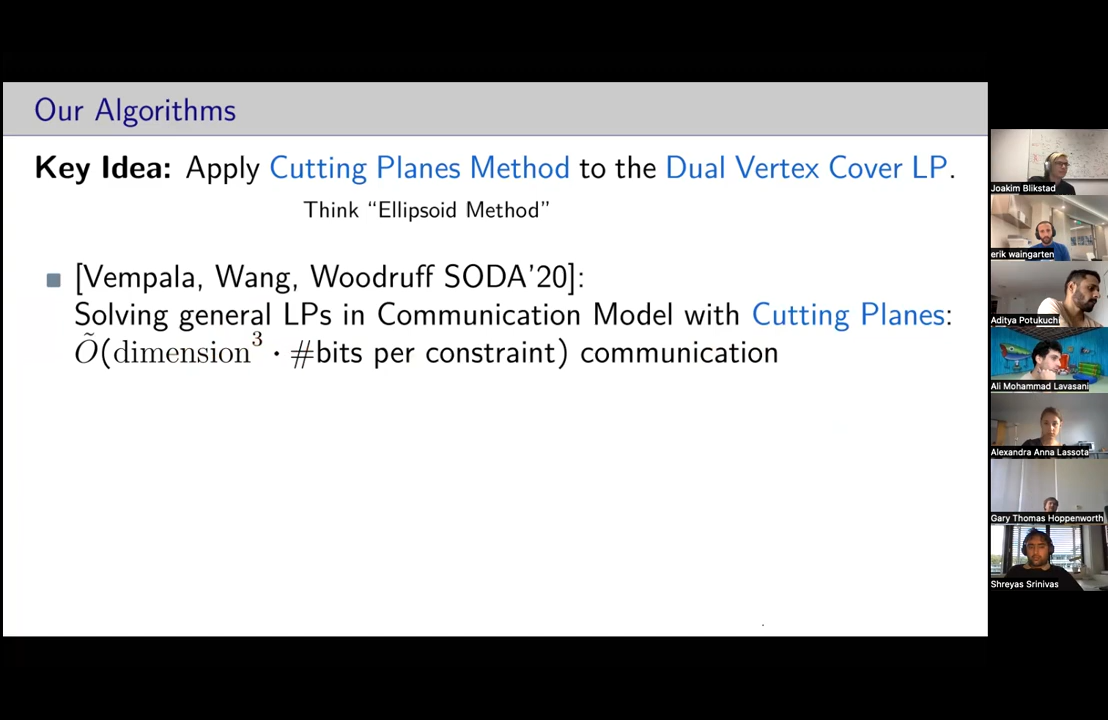 Our Algorithms
Key Idea: Apply Cutting Planes Method to the Dual Vertex Cover LP.
Think “Ellipsoid Method”
[Vempala, Wang, Woodruff SODA'20]:
Solving general LPs in Communication Model with Cutting Planes:
Õ(dimension³ · #bits per constraint) communication
Joakim Blikstad
erik waingarten
Aditya Potukuchi
Ali Mohammad Lavasani
Alexandra Anna Lassota
Gary Thomas Hoppenworth
Shreyas Srinivas